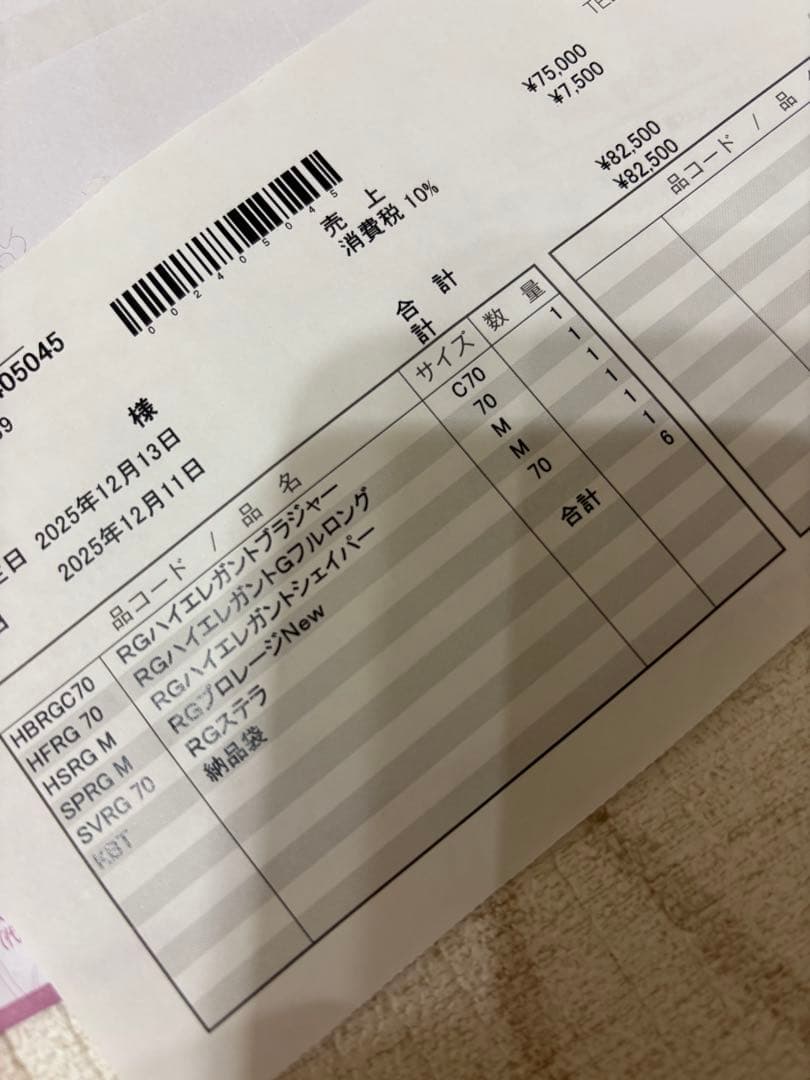 TE
売上 ¥75,000
消費税 10% ¥7,500
合計 ¥82,500
計 ¥82,500
002405045
405045
9
様
日 2025年12月13日
日 2025年12月11日
品コード / 品 名 サイズ 数 量
HBRGC70 RGハイエレガントブラジャー C70 1
HFRG 70 RGハイエレガントGフルロング 70 1
HSRG M RGハイエレガントシェイパー M 1
SPRG M RGプロレージNew M 1
SVRG 70 RGステラ 70 1
KBT 納品袋 1
合計 6
品コード / 品